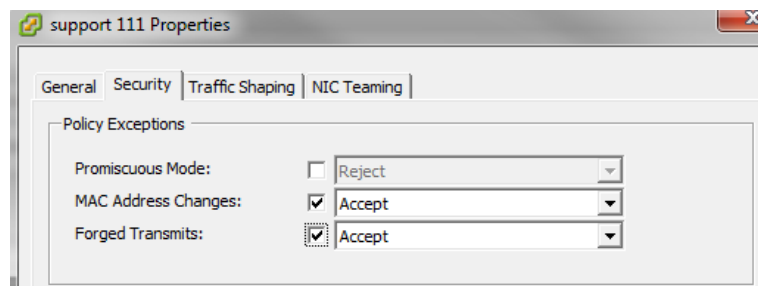 support 111 Properties
General Security Traffic Shaping NIC Teaming
Policy Exceptions
Promiscuous Mode: Reject
MAC Address Changes: Accept
Forged Transmits: Accept